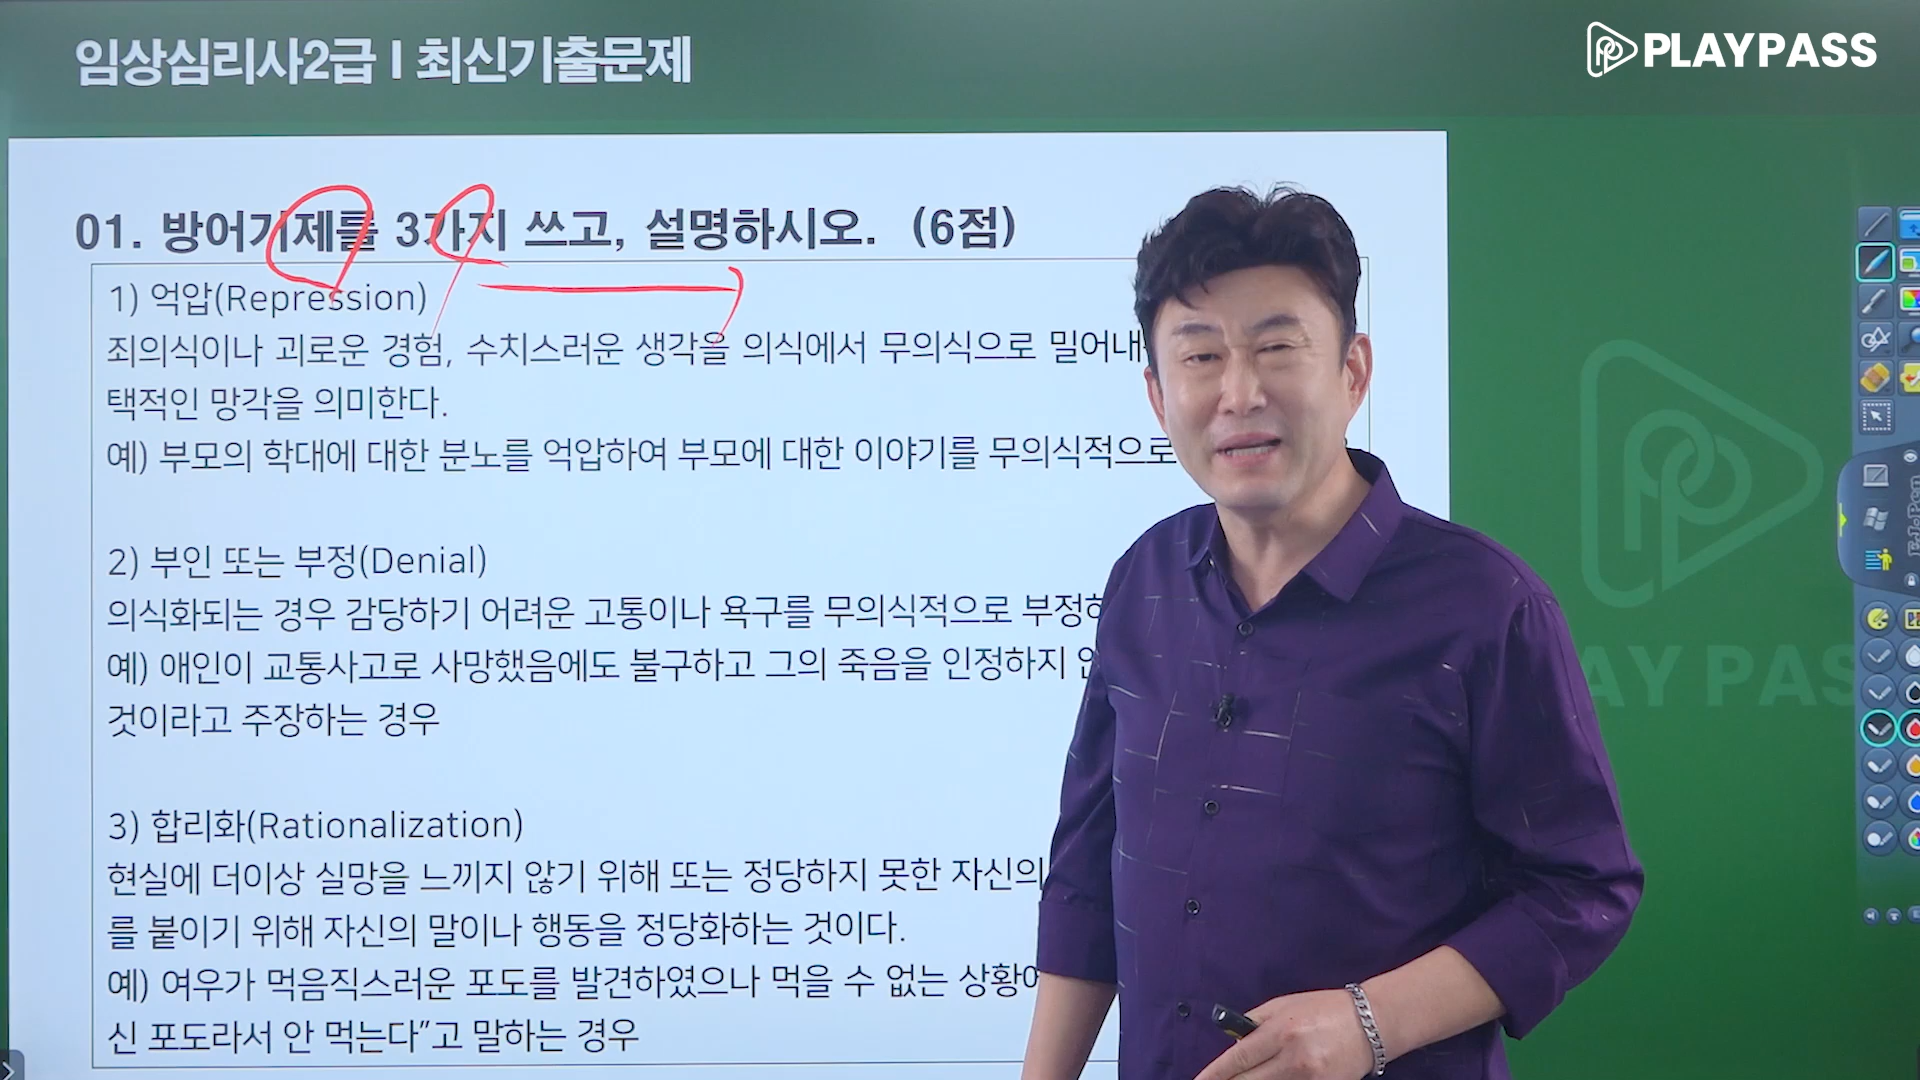 임상심리사2급 I 최신기출문제
PLAYPASS
01. 방어기제를 3가지 쓰고, 설명하시오. (6점)
1) 억압(Repression)
죄의식이나 괴로운 경험, 수치스러운 생각을 의식에서 무의식으로 밀어내
택적인 망각을 의미한다.
예) 부모의 학대에 대한 분노를 억압하여 부모에 대한 이야기를 무의식적으로
2) 부인 또는 부정(Denial)
의식화되는 경우 감당하기 어려운 고통이나 욕구를 무의식적으로
예) 애인이 교통사고로 사망했음에도 불구하고 그의 죽음을 인정하지
것이라고 주장하는 경우
3) 합리화(Rationalization)
현실에 더이상 실망을 느끼지 않기 위해 또는 정당하지 못한 자신의
를 붙이기 위해 자신의 말이나 행동을 정당화하는 것이다.
예) 여우가 먹음직스러운 포도를 발견하였으나 먹을 수 없는
신 포도라서 안 먹는다”고 말하는 경우